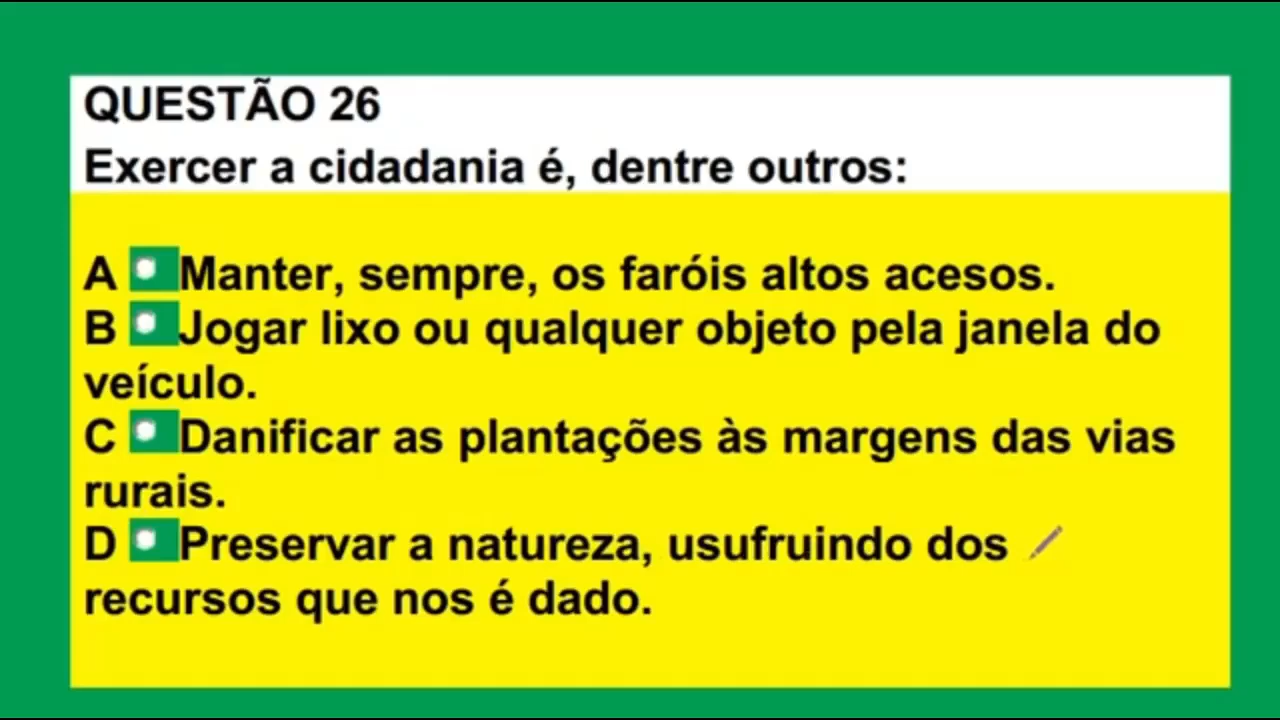 QUESTÃO 26
Exercer a cidadania é, dentre outros:
A Manter, sempre, os faróis altos acesos.
B Jogar lixo ou qualquer objeto pela janela do
veículo.
C Danificar as plantações às margens das vias
rurais.
D Preservar a natureza, usufruindo dos
recursos que nos é dado.